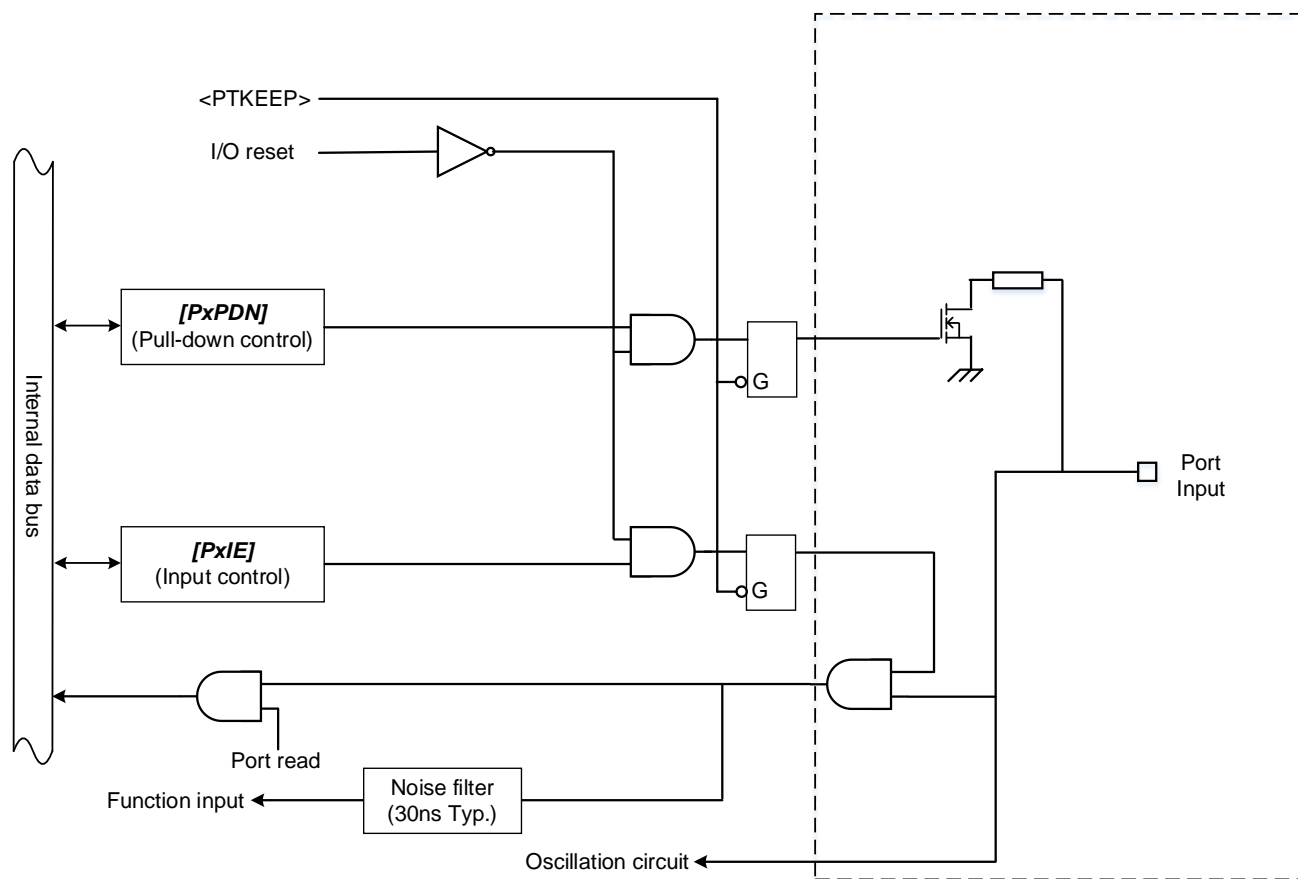 <PTKEEP>
I/O reset
[PxPDN]
(Pull-down control)
G
Internal data bus
Port
Input
[PxIE]
(Input control)
G
Port read
Function input
Noise filter
(30ns Typ.)
Oscillation circuit